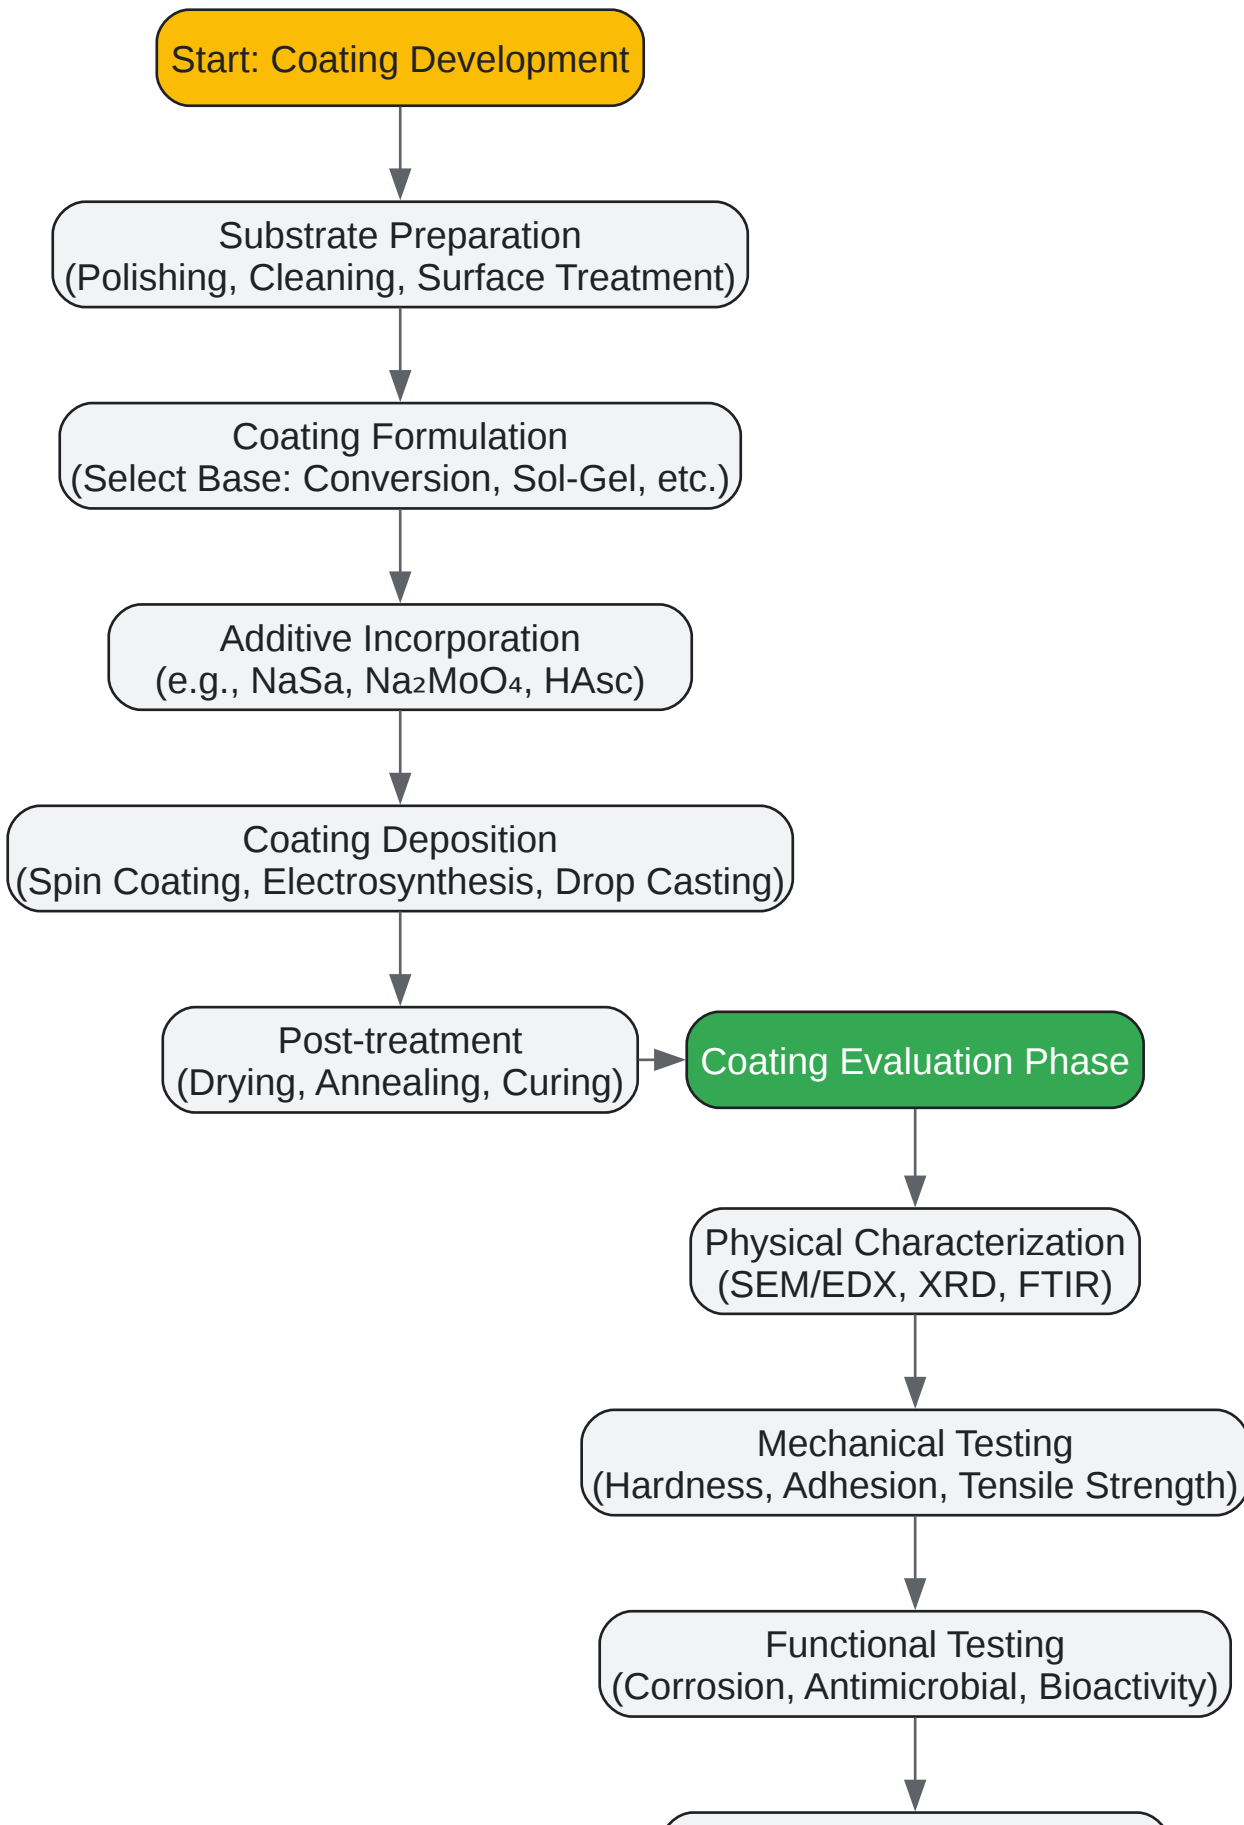 Start: Coating Development
Substrate Preparation
(Polishing, Cleaning, Surface Treatment)
Coating Formulation
(Select Base: Conversion, Sol-Gel, etc.)
Additive Incorporation
(e.g., NaSa, Na₂MoO₄, HAsc)
Coating Deposition
(Spin Coating, Electrosynthesis, Drop Casting)
Post-treatment
(Drying, Annealing, Curing)
Coating Evaluation Phase
Physical Characterization
(SEM/EDX, XRD, FTIR)
Mechanical Testing
(Hardness, Adhesion, Tensile Strength)
Functional Testing
(Corrosion, Antimicrobial, Bioactivity)